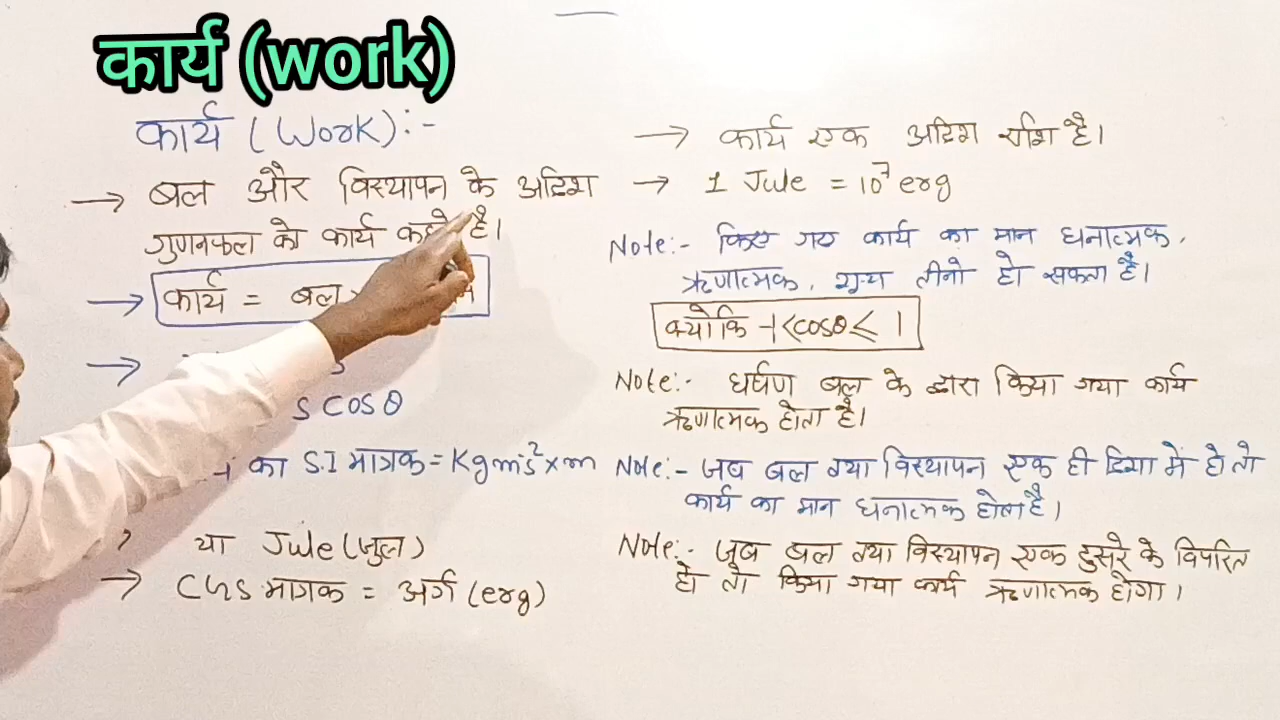 कार्य (work)
कार्य (Work):-
→ बल और विस्थापन के अदिश
गुणनफल को कार्य कहते है।
→ कार्य = बल
→
S COS θ
का S.I मात्रक = Kgms⁻² × m
या Jule (जुल)
→ CGS मात्रक = अर्ग (erg)
→ कार्य एक अदिश राशि है।
→ 1 Jule = 10⁷ erg
Note:- किए गए कार्य का मान धनात्मक,
ऋणात्मक, शून्य तीनो हो सकता है।
क्योकि -1<cosθ< 1
Note:- घर्षण बल के द्वारा किया गया कार्य
ऋणात्मक होता है।
Note:- जब बल तथा विस्थापन एक ही दिशा में हो तो
कार्य का मान धनात्मक होता है।
Note:- जब बल तथा विस्थापन एक दुसरे के विपरित
हो तो किया गया कार्य ऋणात्मक होगा।